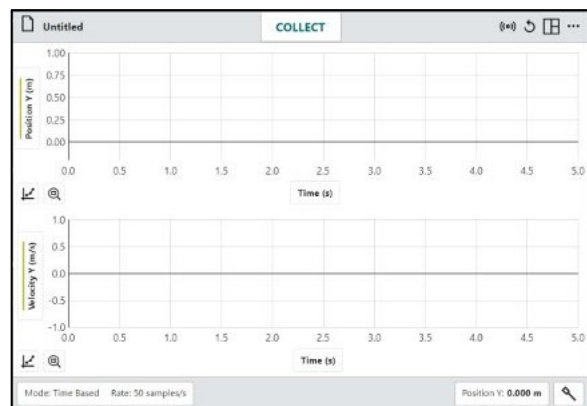 Untitled COLLECT
Position Y (m)
1.00
0.75
0.50
0.25
0.00
0.0 0.5 1.0 1.5 2.0 2.5 3.0 3.5 4.0 4.5 5.0
Time (s)
Velocity Y (m/s)
1.0
0.5
0.0
-0.5
-1.0
0.0 0.5 1.0 1.5 2.0 2.5 3.0 3.5 4.0 4.5 5.0
Time (s)
Mode: Time Based Rate: 50 samples/s Position Y: 0.000 m